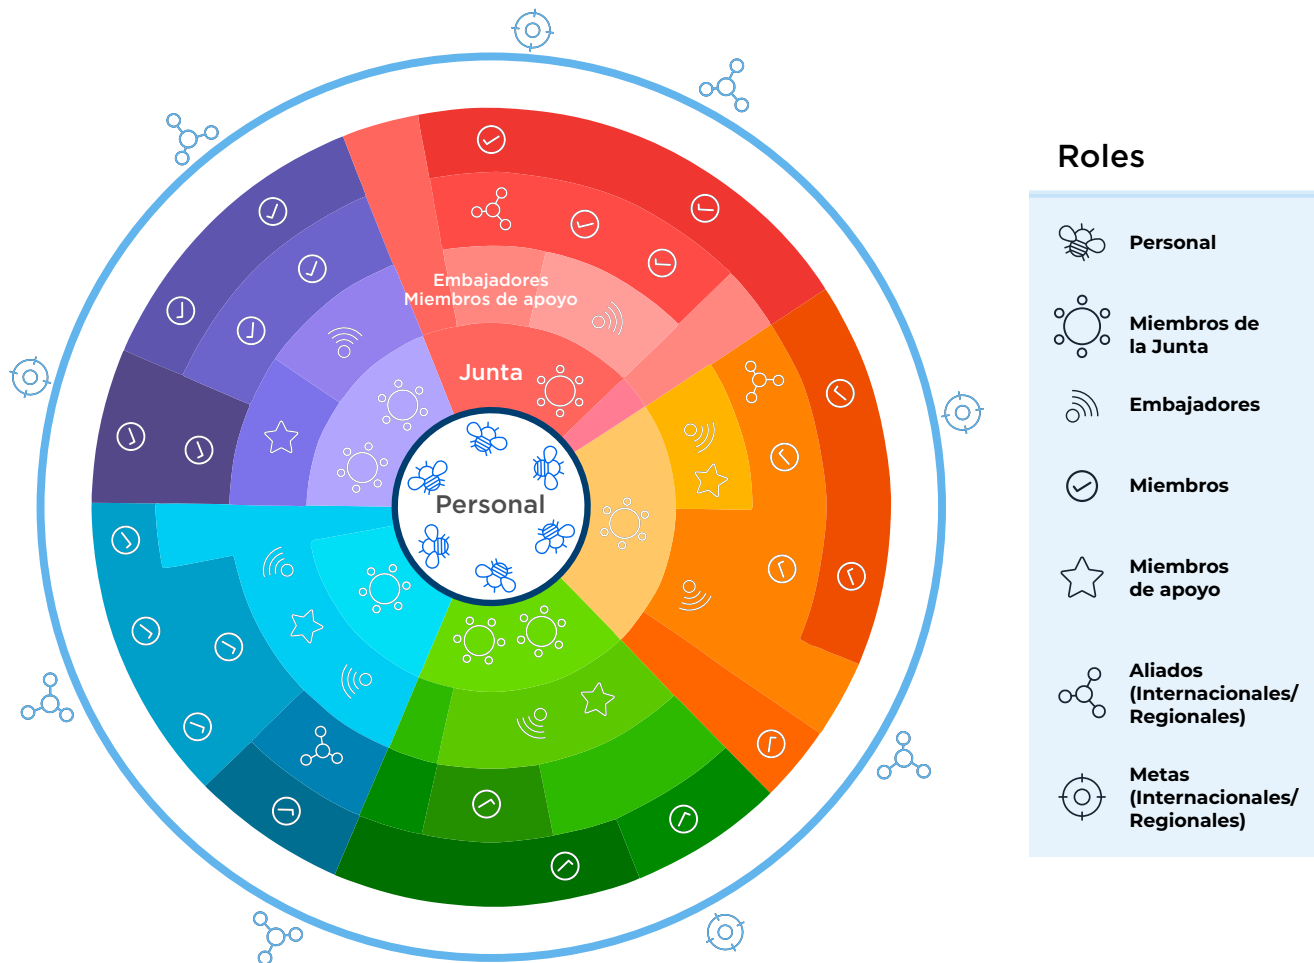 Embajadores
Miembros de apoyo
Junta
Personal
Roles
Personal
Miembros de
la Junta
Embajadores
Miembros
Miembros
de apoyo
Aliados
(Internacionales/
Regionales)
Metas
(Internacionales/
Regionales)